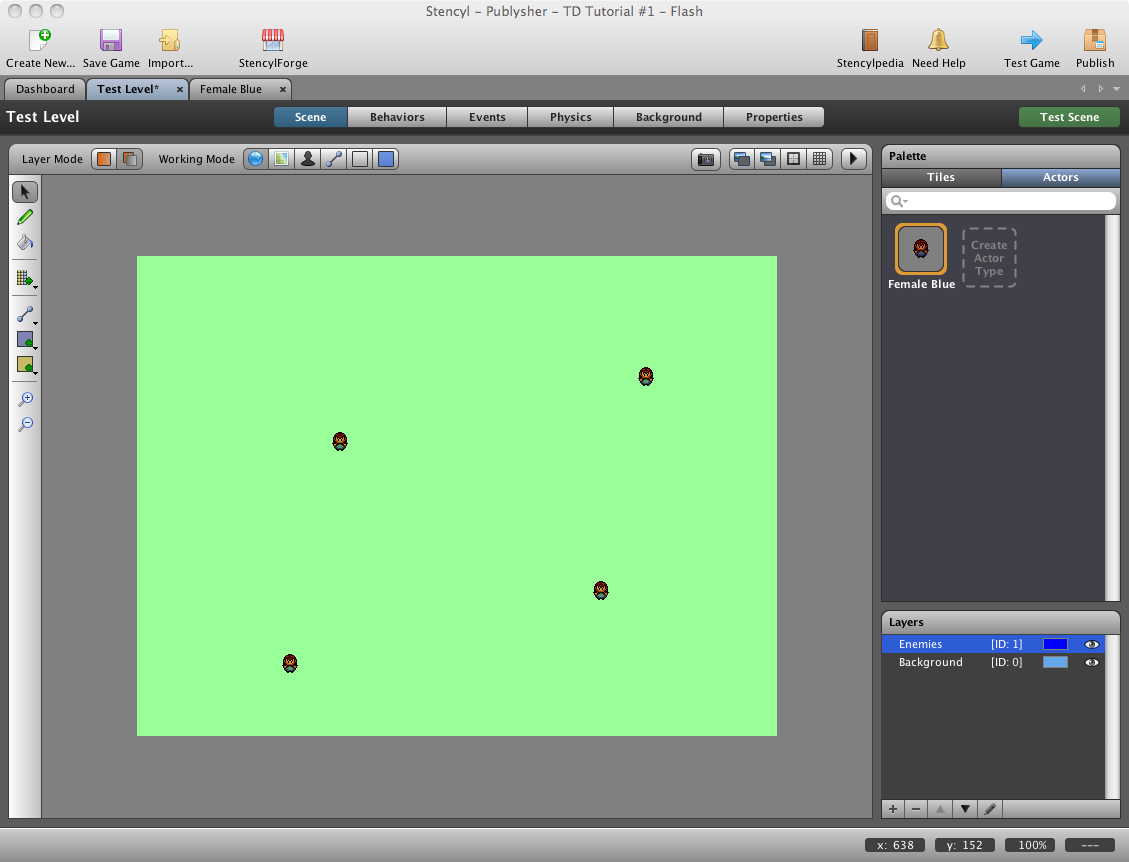 Stencyl – Publysher – TD Tutorial #1 – Flash
Create New... Save Game Import... StencylForge Stencylpedia Need Help Test Game Publish
Dashboard Test Level* Female Blue
Test Level Scene Behaviors Events Physics Background Properties Test Scene
Layer Mode Working Mode
Palette
Tiles Actors
Create
Actor
Type
Female Blue
Layers
Enemies [ID: 1]
Background [ID: 0]
x: 638 y: 152 100% ---